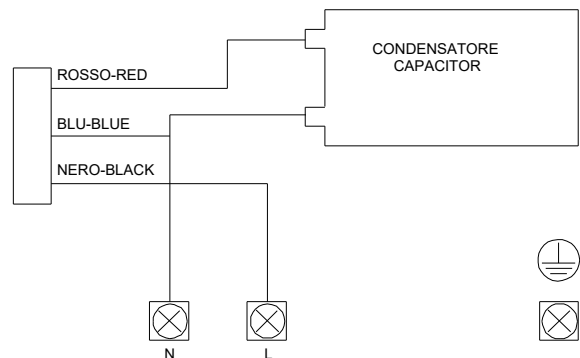 CONDENSATORE
CAPACITOR
ROSSO-RED
BLU-BLUE
NERO-BLACK
N
L